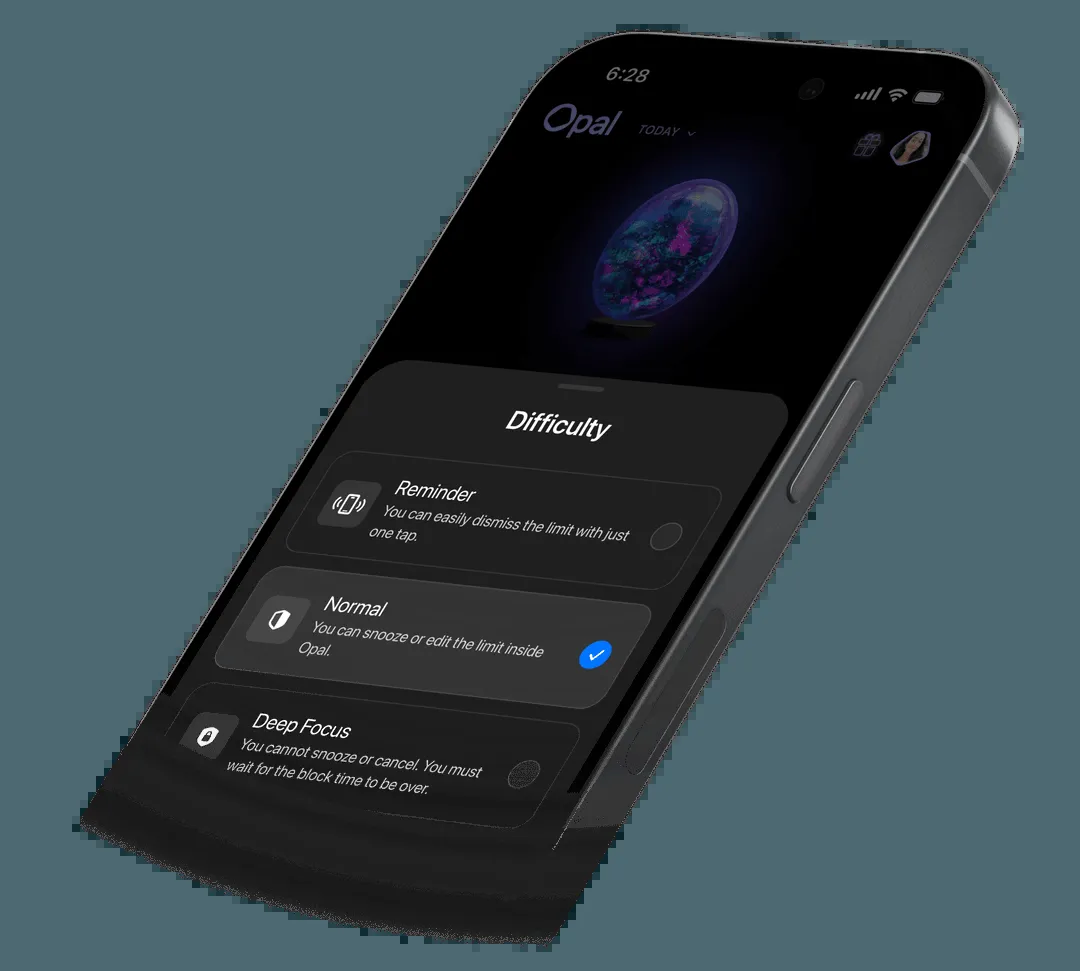 6:28
Opal
TODAY
Difficulty
Reminder
You can easily dismiss the limit with just
one tap.
Normal
You can snooze or edit the limit inside
Opal.
Deep Focus
You cannot snooze or cancel. You must
wait for the block time to be over.